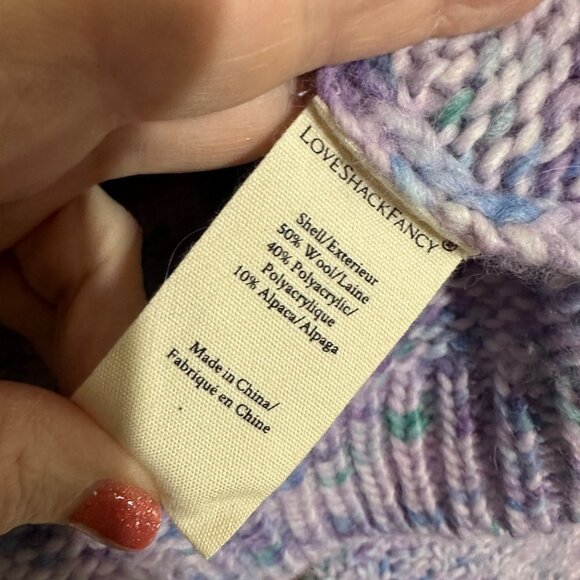 LOVESHACKFANCY®
Shell/Exterieur
50% Wool/Laine
40% Polyacrylic/
Polyacrylique
10% Alpaca/Alpaga
Made in China/
Fabriqué en Chine